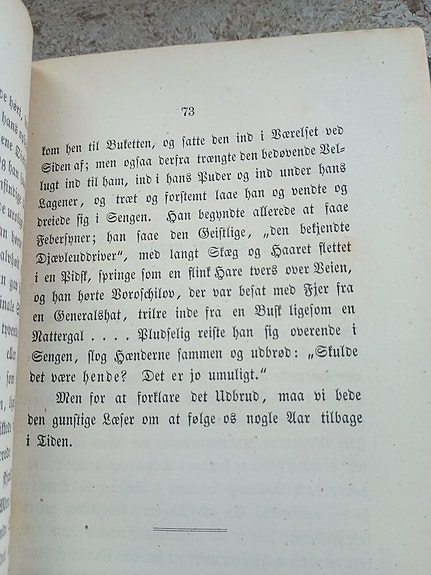 73
kom hen til Buketten, og satte den ind i Værelset ved
Siden af; men ogsaa derfra trængte den bedøvende Vel-
lugt ind til ham, ind i hans Puder og ind under hans
Lagener, og træt og forstemt laae han og vendte og
dreiede sig i Sengen. Han begyndte allerede at faae
Febersyner; han saae den Geistlige, „den bekjendte
Djævleuddriver“, med langt Skæg og Haaret flettet
i en Pidsk, springe som en flink Hare tvers over Veien,
og han hørte Voroschilov, der var besat med Fjer fra
en Generalshat, trilre inde fra en Busk ligesom en
Nattergal . . . . Pludselig reiste han sig overende i
Sengen, slog Hænderne sammen og udbrød: „Skulde
det være hende? Det er jo umuligt.“
Men for at forklare det Udbrud, maa vi bede
den gunstige Læser om at følge os nogle Aar tilbage
i Tiden.